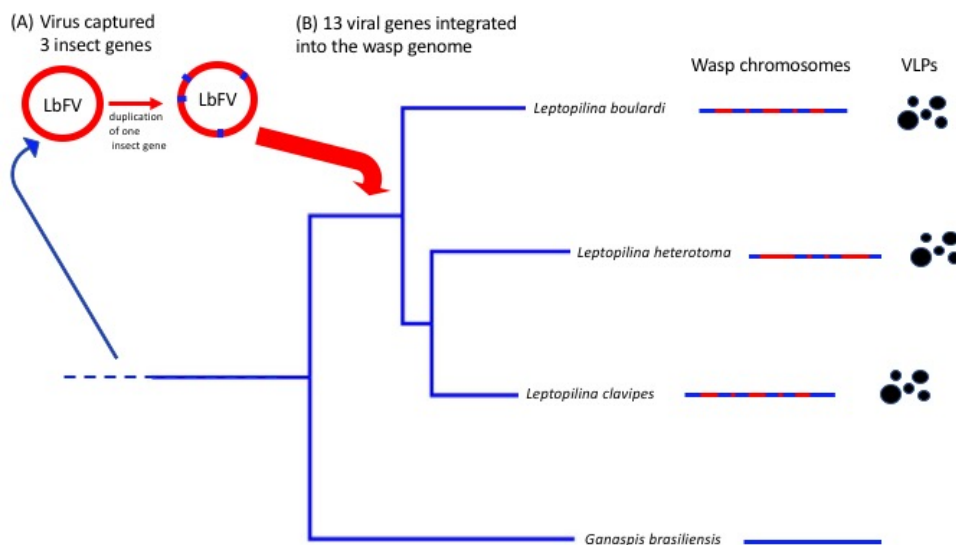 (A) Virus captured
3 insect genes
(B) 13 viral genes integrated
into the wasp genome
LbFV
duplication
of one
insect gene
LbFV
Wasp chromosomes
VLPs
Leptopilina boulardi
Leptopilina heterotoma
Leptopilina clavipes
Ganaspis brasiliensis